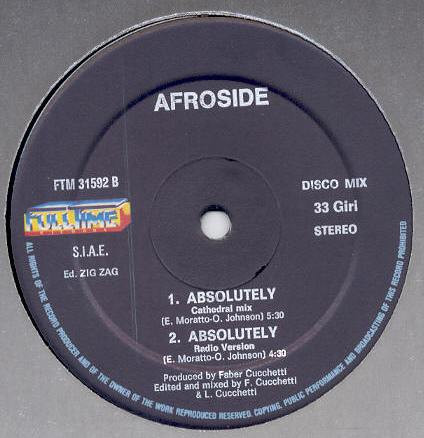 AFROSIDE
FTM 31592 B
FULLTIME
RECORDS
S.I.A.E.
Ed. ZIG ZAG
DISCO MIX
33 Giri
STEREO
1. ABSOLUTELY
Cathedral mix
(E. Moratto-O. Johnson) 5:30
2. ABSOLUTELY
Radio Version
(E. Moratto-O. Johnson) 4:30
Produced by Faber Cucchetti
Edited and mixed by F. Cucchetti
& L. Cucchetti
ALL RIGHTS OF THE RECORD PRODUCER AND OF THE OWNER OF THE WORK REPRODUCED RESERVED. COPYING, PUBLIC PERFORMANCE AND BROADCASTING OF THIS RECORD PROHIBITED